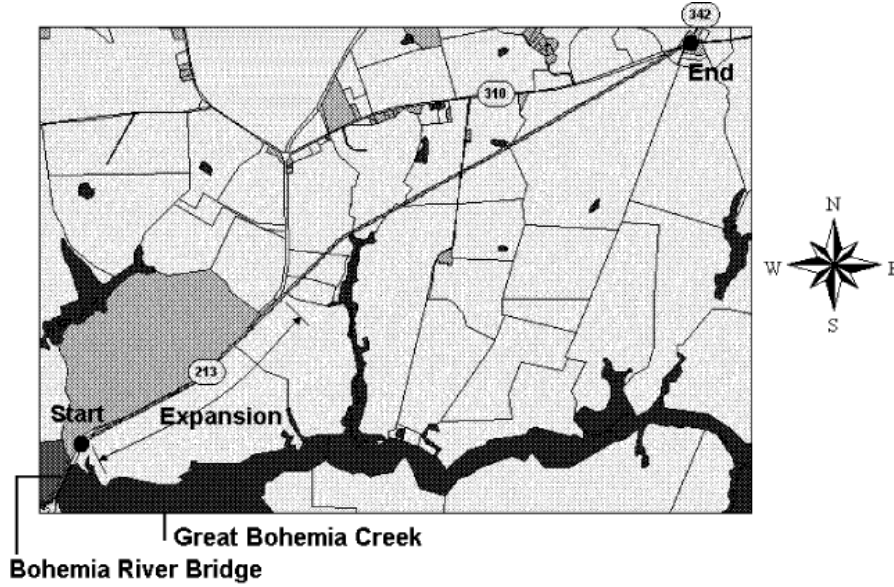 342
End
310
N
W
E
S
213
Start
Expansion
Great Bohemia Creek
Bohemia River Bridge